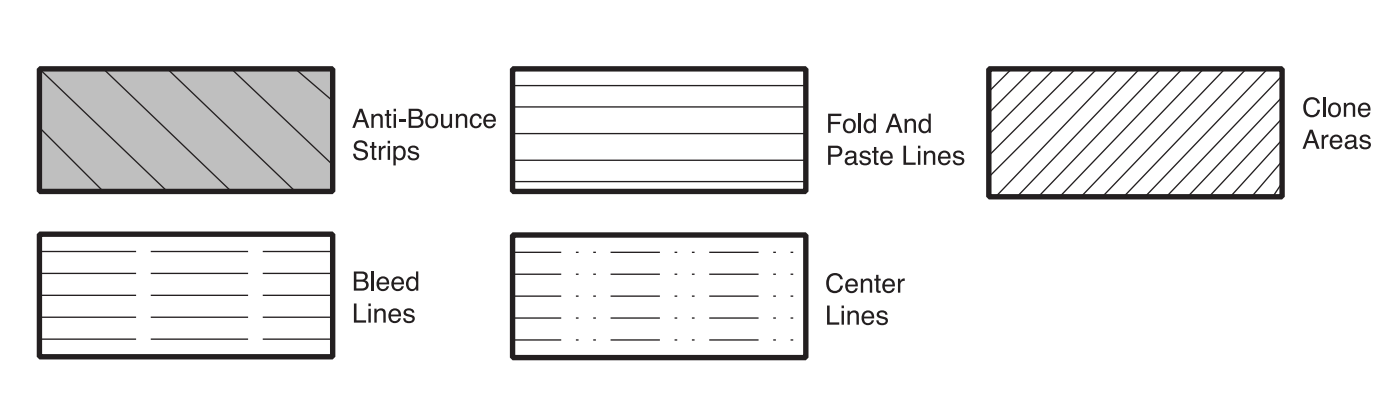 Anti-Bounce
Strips
Fold And
Paste Lines
Clone
Areas
Bleed
Lines
Center
Lines